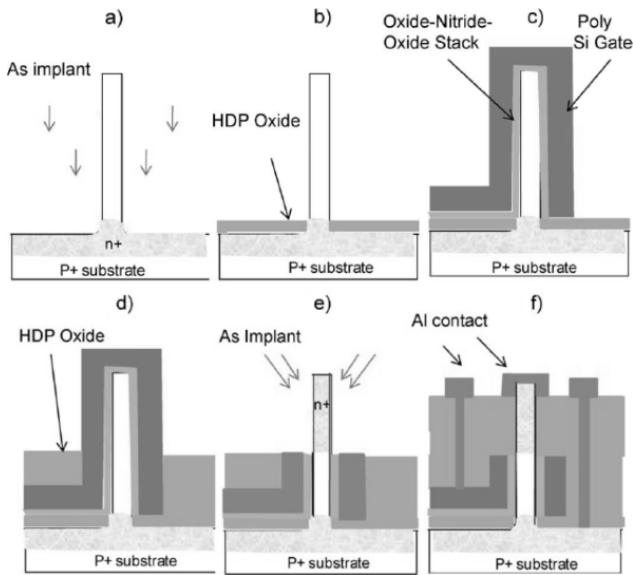 a)
As implant
n+
P+ substrate
b)
HDP Oxide
P+ substrate
c)
Oxide-Nitride-
Oxide Stack
Poly
Si Gate
P+ substrate
d)
HDP Oxide
P+ substrate
e)
As Implant
n+
P+ substrate
f)
Al contact
P+ substrate